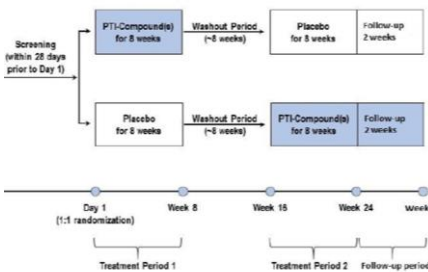 Screening
(within 28 days
prior to Day 1)
PTI-Compound(s)
for 8 weeks
Washout Period
(~8 weeks)
Placebo
for 8 weeks
Follow-up
2 weeks
Placebo
for 8 weeks
Washout Period
(~8 weeks)
PTI-Compound(s)
for 8 weeks
Follow-up
2 weeks
Day 1
(1:1 randomization)
Week 8
Week 16
Week 24
Week
Treatment Period 1
Treatment Period 2
Follow-up period